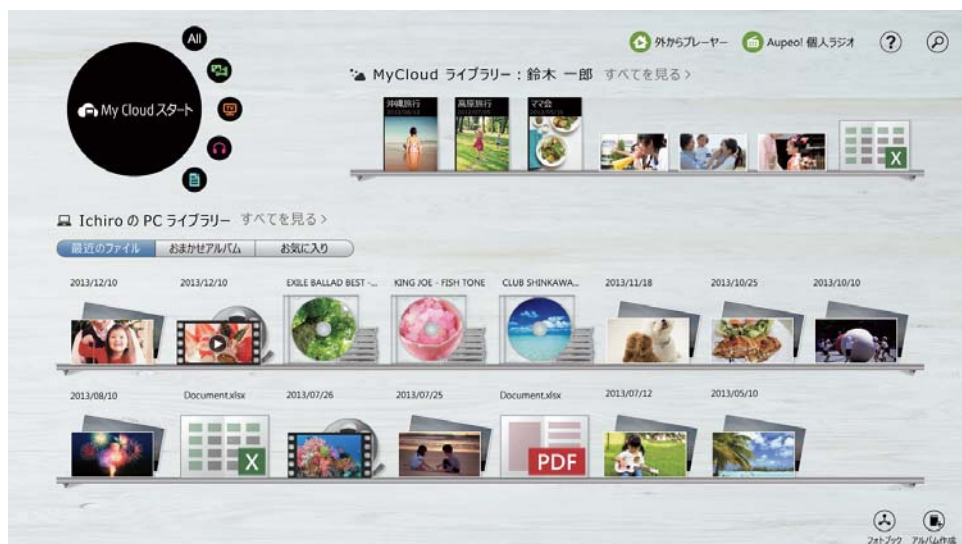 All
My Cloud スタート
外からプレーヤー
Aupeo! 個人ラジオ
?
MyCloud ライブラリー：鈴木 一郎 すべてを見る>
沖縄旅行
高原旅行
ママ会
2013/08/12
2013/07/05
X
Ichiro の PC ライブラリー すべてを見る>
最近のファイル
おまかせアルバム
お気に入り
2013/12/10
2013/12/10
EXILE BALLAD BEST -...
KING JOE - FISH TONE
CLUB SHINKAWA...
2013/11/18
2013/10/25
2013/10/10
2013/08/10
Document.xlsx
2013/07/26
2013/07/25
Document.xlsx
2013/07/12
2013/05/10
X
PDF
フォトブック
アルバム作成